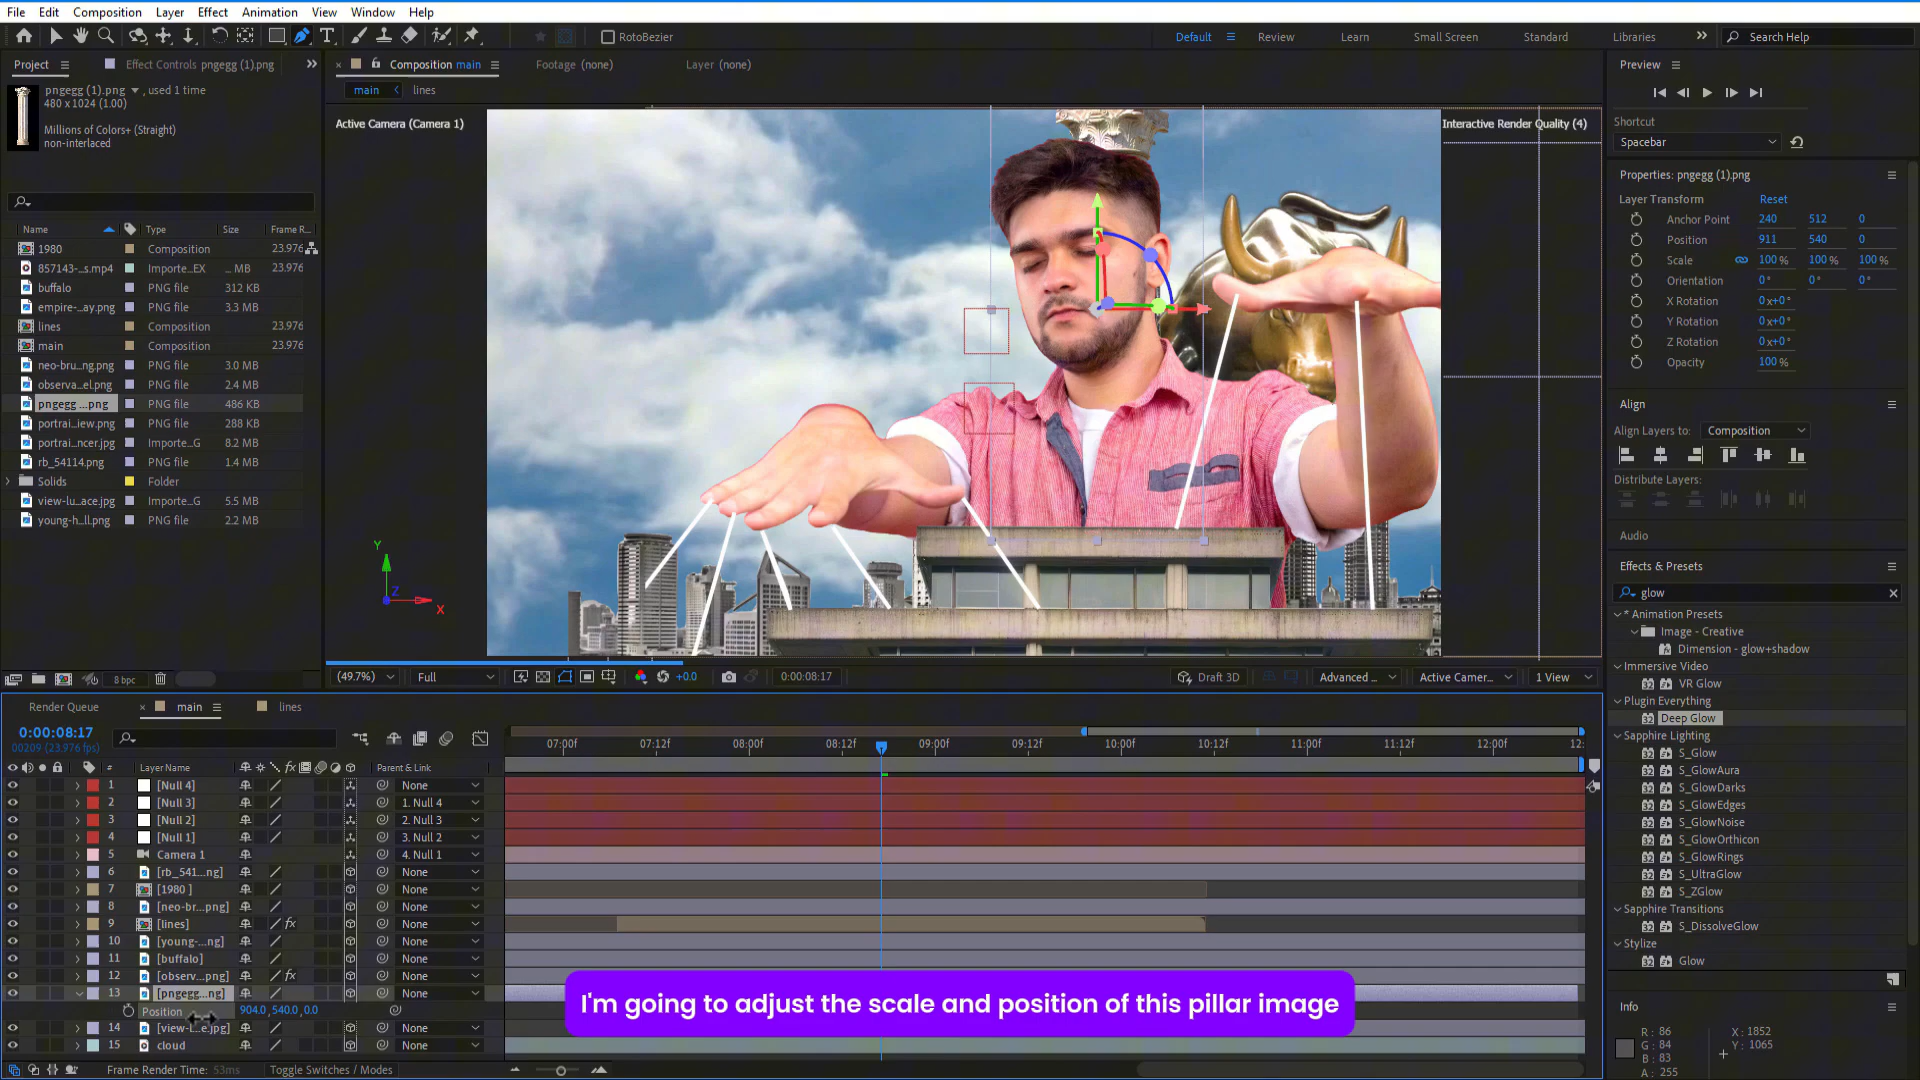 File Edit Composition Layer Effect Animation View Window Help
RotoBezier
Default Review Learn Small Screen Standard Libraries Search Help
Project Effect Controls pngegg (1).png
Composition main Footage (none) Layer (none)
main lines
Preview
pngegg (1).png , used 1 time
480 x 1024 (1.00)
Millions of Colors+ (Straight)
non-interlaced
Active Camera (Camera 1)
Interactive Render Quality (4)
Shortcut
Spacebar
Properties: pngegg (1).png
Layer Transform Reset
Anchor Point 240 512 0
Position 911 540 0
Scale 100 % 100 % 100 %
Orientation 0° 0° 0°
X Rotation 0x+0°
Y Rotation 0x+0°
Z Rotation 0x+0°
Opacity 100 %
Name Type Size Frame R...
1980 Composition 23.976
857143-...s.mp4 Importe...EX ... MB 23.976
buffalo PNG file 312 KB
empire-...ay.png PNG file 3.3 MB
lines Composition 23.976
main Composition 23.976
neo-bru...ng.png PNG file 3.0 MB
observa...el.png PNG file 2.4 MB
pngegg ...png PNG file 486 KB
portrai...iew.png PNG file 288 KB
portrai...ncer.jpg Importe...G 8.2 MB
rb_54114.png PNG file 1.4 MB
Solids Folder
view-lu...ace.jpg Importe...G 5.5 MB
young-h...ll.png PNG file 2.2 MB
8 bpc
Y
Z
X
Align
Align Layers to: Composition
Distribute Layers:
Audio
Effects & Presets
glow
* Animation Presets
Image - Creative
Dimension - glow+shadow
Immersive Video
VR Glow
Plugin Everything
Deep Glow
Sapphire Lighting
S_Glow
S_GlowAura
S_GlowDarks
S_GlowEdges
S_GlowNoise
S_GlowOrthicon
S_GlowRings
S_UltraGlow
S_ZGlow
Sapphire Transitions
S_DissolveGlow
Stylize
Glow
(49.7%) Full +0.0 0:00:08:17 Draft 3D Advanced ... Active Camer... 1 View
Render Queue main lines
0:00:08:17
00209 (23.976 fps)
07:00f 07:12f 08:00f 08:12f 09:00f 09:12f 10:00f 10:12f 11:00f 11:12f 12:00f 12:
# Layer Name fx Parent & Link
1 [Null 4] None
2 [Null 3] 1. Null 4
3 [Null 2] 2. Null 3
4 [Null 1] 3. Null 2
5 Camera 1 4. Null 1
6 [rb_541...ng] None
7 [1980 ] None
8 [neo-br...png] None
9 [lines] fx None
10 [young-...ng] None
11 [buffalo] None
12 [observ...png] fx None
13 [pngegg...ng] None
Position 904.0,540.0,0.0
14 [view-l...e.jpg] None
15 cloud None
I'm going to adjust the scale and position of this pillar image
Frame Render Time: 53ms Toggle Switches / Modes
Info
R : 86
G : 84
B : 83
A : 255
X : 1852
Y : 1065